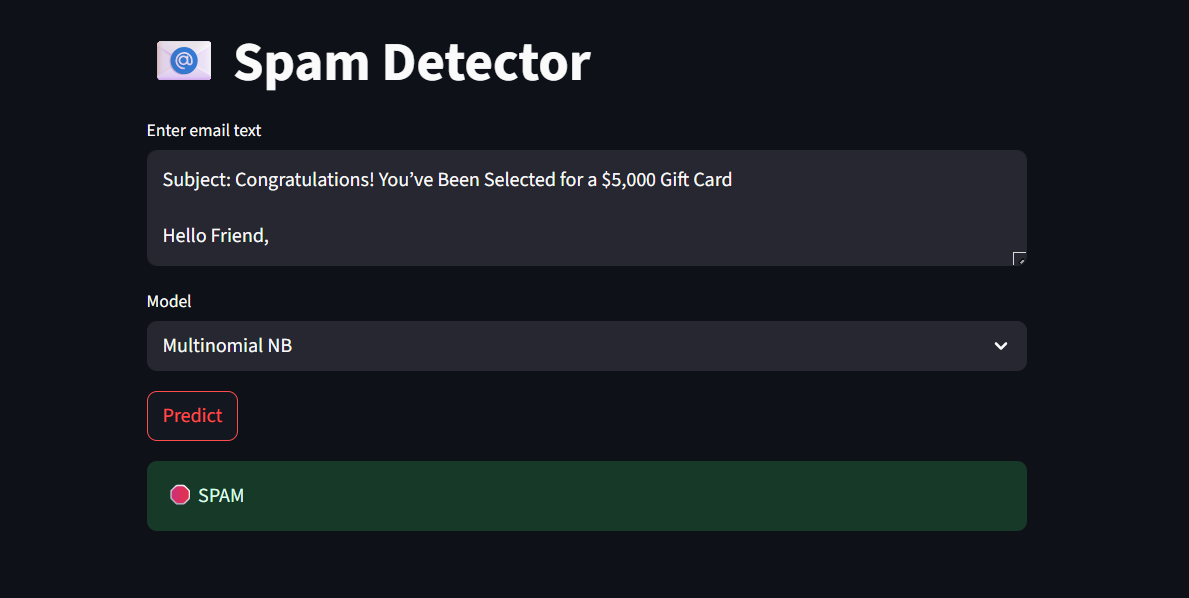 Spam Detector
Enter email text
Subject: Congratulations! You’ve Been Selected for a $5,000 Gift Card
Hello Friend,
Model
Multinomial NB
Predict
SPAM